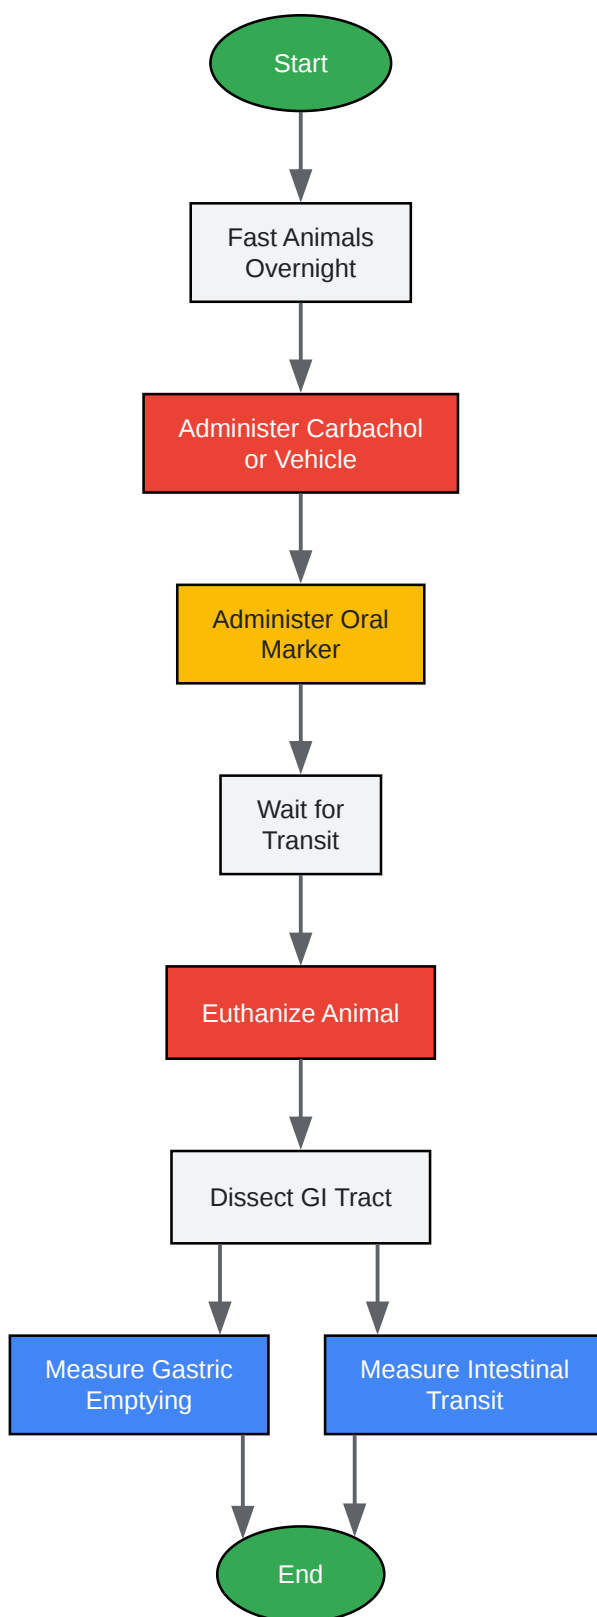 Start
Fast Animals
Overnight
Administer Carbachol
or Vehicle
Administer Oral
Marker
Wait for
Transit
Euthanize Animal
Dissect GI Tract
Measure Gastric
Emptying
Measure Intestinal
Transit
End